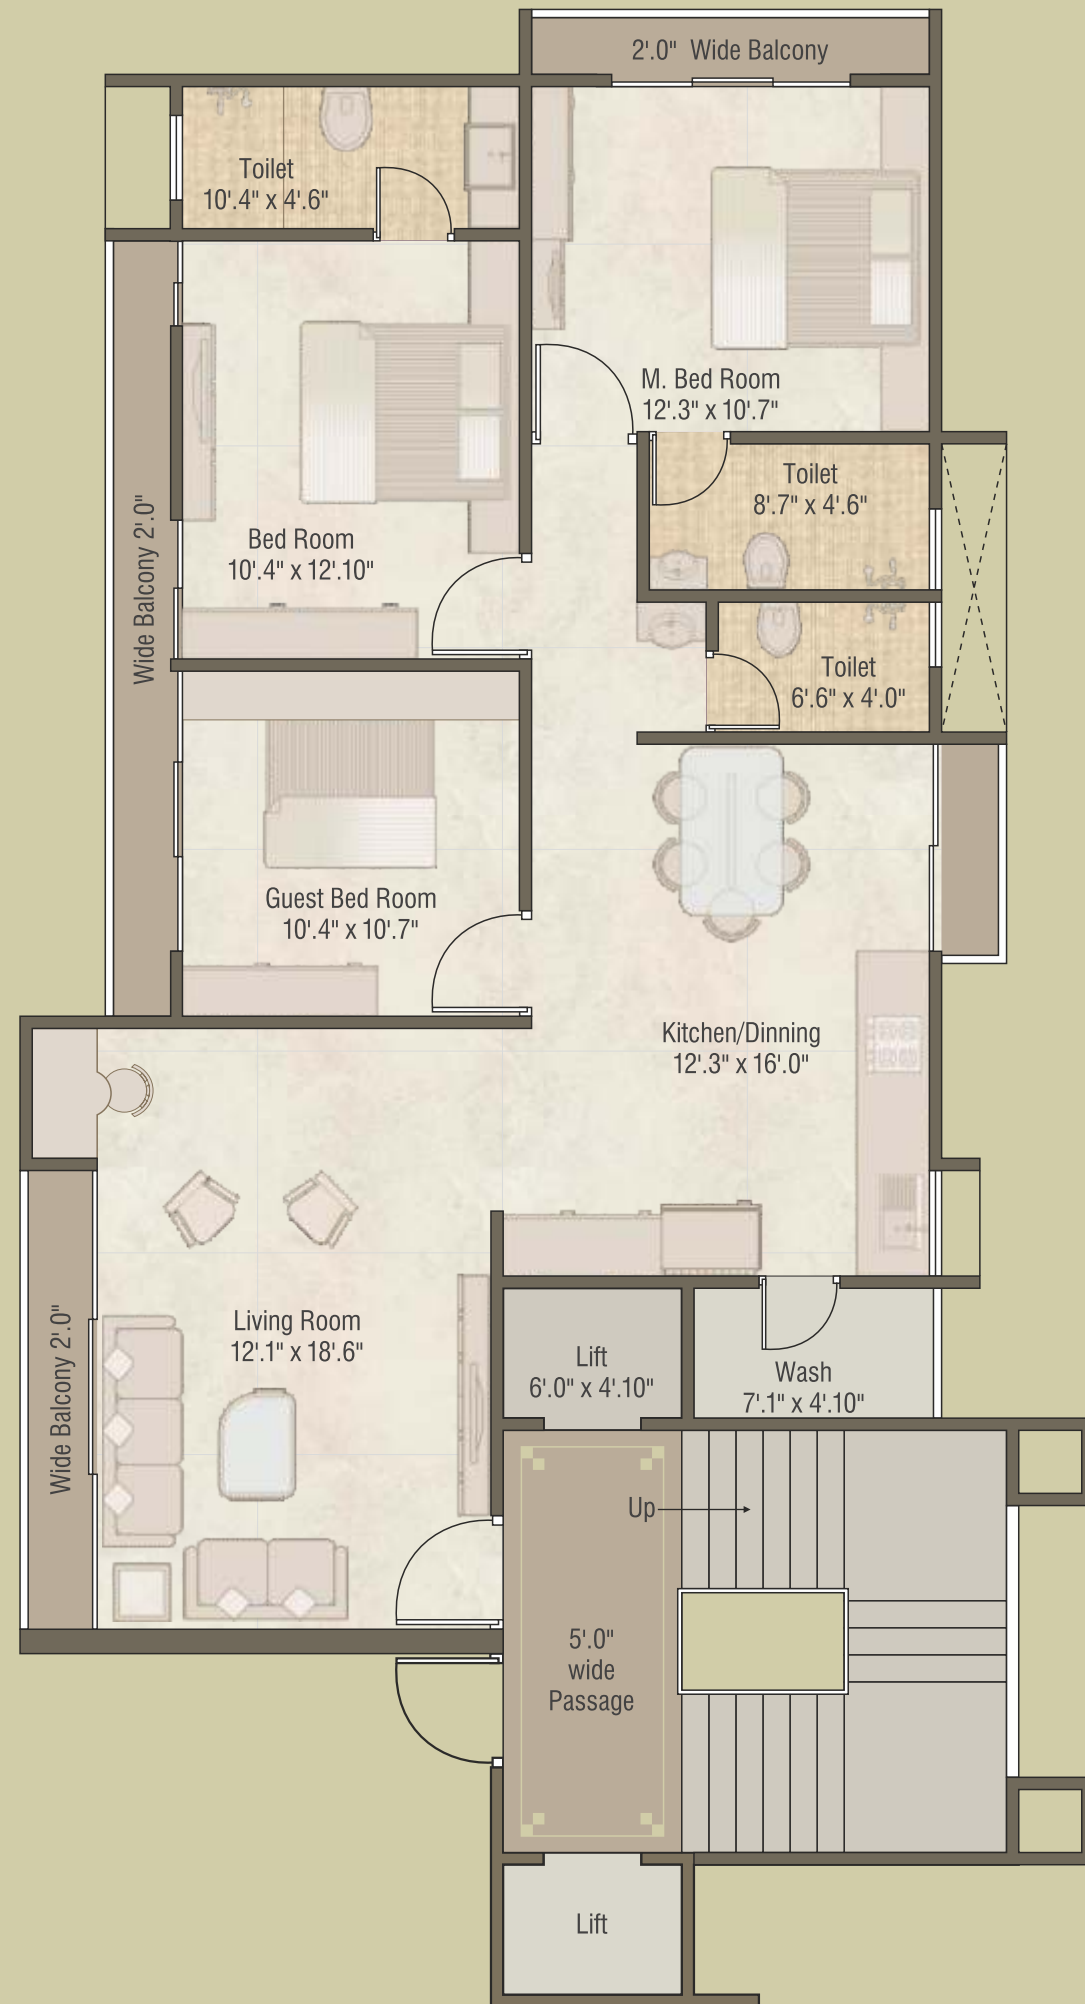 2'.0" Wide Balcony
Toilet
10'.4" x 4'.6"
M. Bed Room
12'.3" x 10'.7"
Toilet
8'.7" x 4'.6"
Bed Room
10'.4" x 12'.10"
Wide Balcony 2'.0"
Toilet
6'.6" x 4'.0"
Guest Bed Room
10'.4" x 10'.7"
Kitchen/Dinning
12'.3" x 16'.0"
Living Room
12'.1" x 18'.6"
Wide Balcony 2'.0"
Lift
6'.0" x 4'.10"
Wash
7'.1" x 4'.10"
Up
5'.0"
wide
Passage
Lift